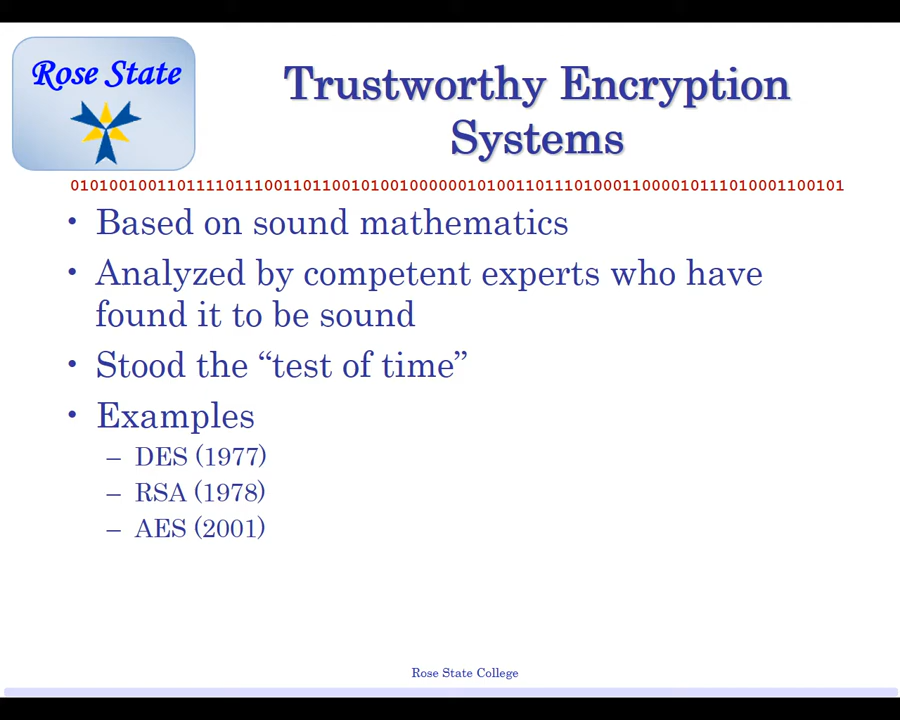 Rose State
Trustworthy Encryption
Systems
01010010011011110111001101100101001000000101001101110100011000010111010001100101
• Based on sound mathematics
• Analyzed by competent experts who have
found it to be sound
• Stood the “test of time”
• Examples
– DES (1977)
– RSA (1978)
– AES (2001)
Rose State College